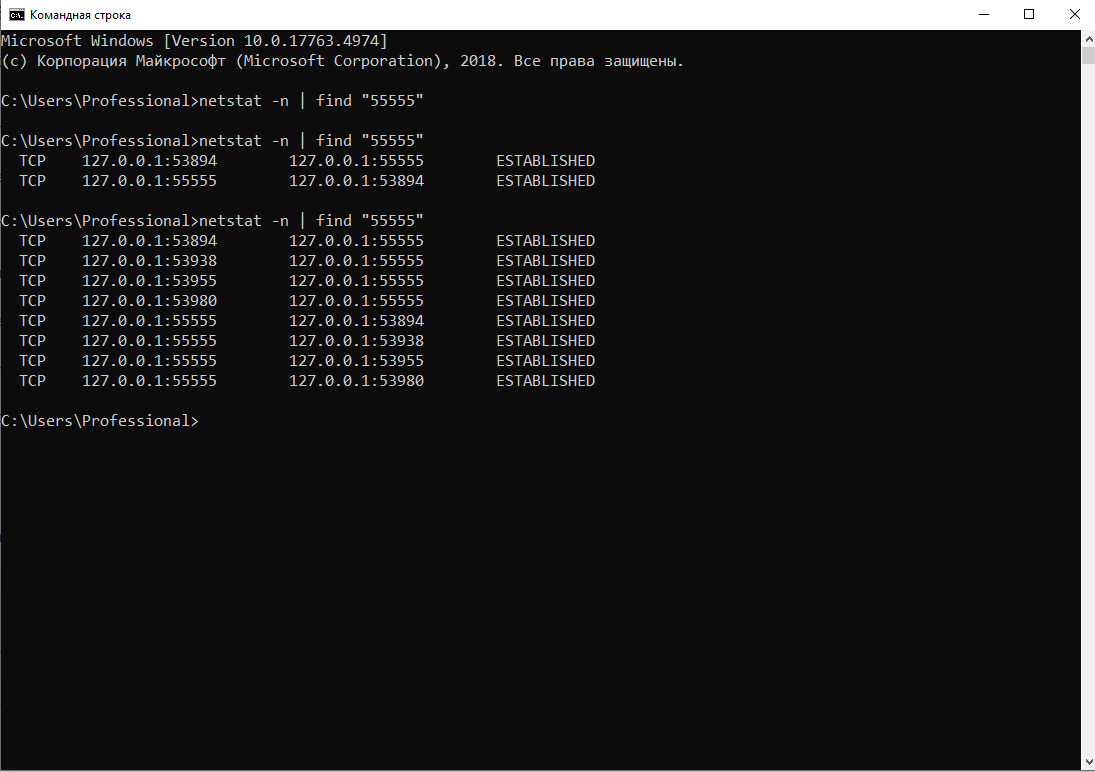 Командная строка
Microsoft Windows [Version 10.0.17763.4974]
(c) Корпорация Майкрософт (Microsoft Corporation), 2018. Все права защищены.
C:\Users\Professional>netstat -n | find "55555"
C:\Users\Professional>netstat -n | find "55555"
TCP    127.0.0.1:53894        127.0.0.1:55555        ESTABLISHED
TCP    127.0.0.1:55555        127.0.0.1:53894        ESTABLISHED
C:\Users\Professional>netstat -n | find "55555"
TCP    127.0.0.1:53894        127.0.0.1:55555        ESTABLISHED
TCP    127.0.0.1:53938        127.0.0.1:55555        ESTABLISHED
TCP    127.0.0.1:53955        127.0.0.1:55555        ESTABLISHED
TCP    127.0.0.1:53980        127.0.0.1:55555        ESTABLISHED
TCP    127.0.0.1:55555        127.0.0.1:53894        ESTABLISHED
TCP    127.0.0.1:55555        127.0.0.1:53938        ESTABLISHED
TCP    127.0.0.1:55555        127.0.0.1:53955        ESTABLISHED
TCP    127.0.0.1:55555        127.0.0.1:53980        ESTABLISHED
C:\Users\Professional>